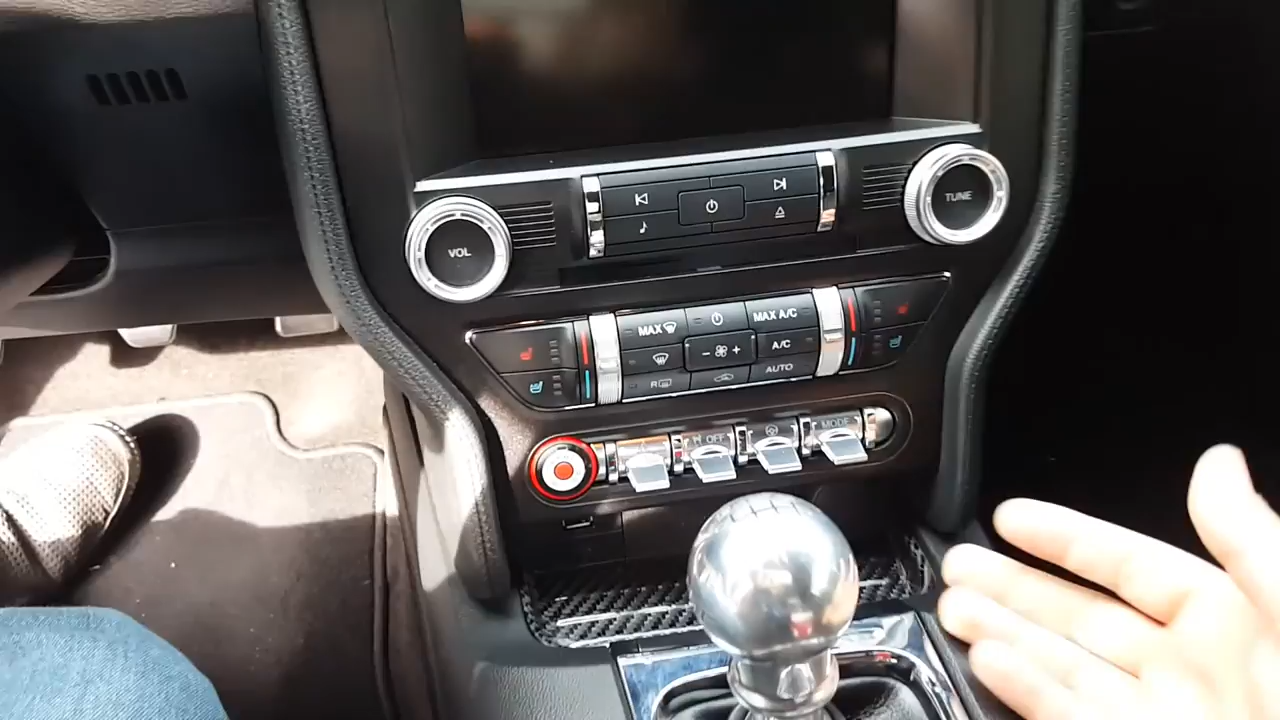 VOL
TUNE
MAX
MAX A/C
A/C
R
AUTO
OFF
MODE